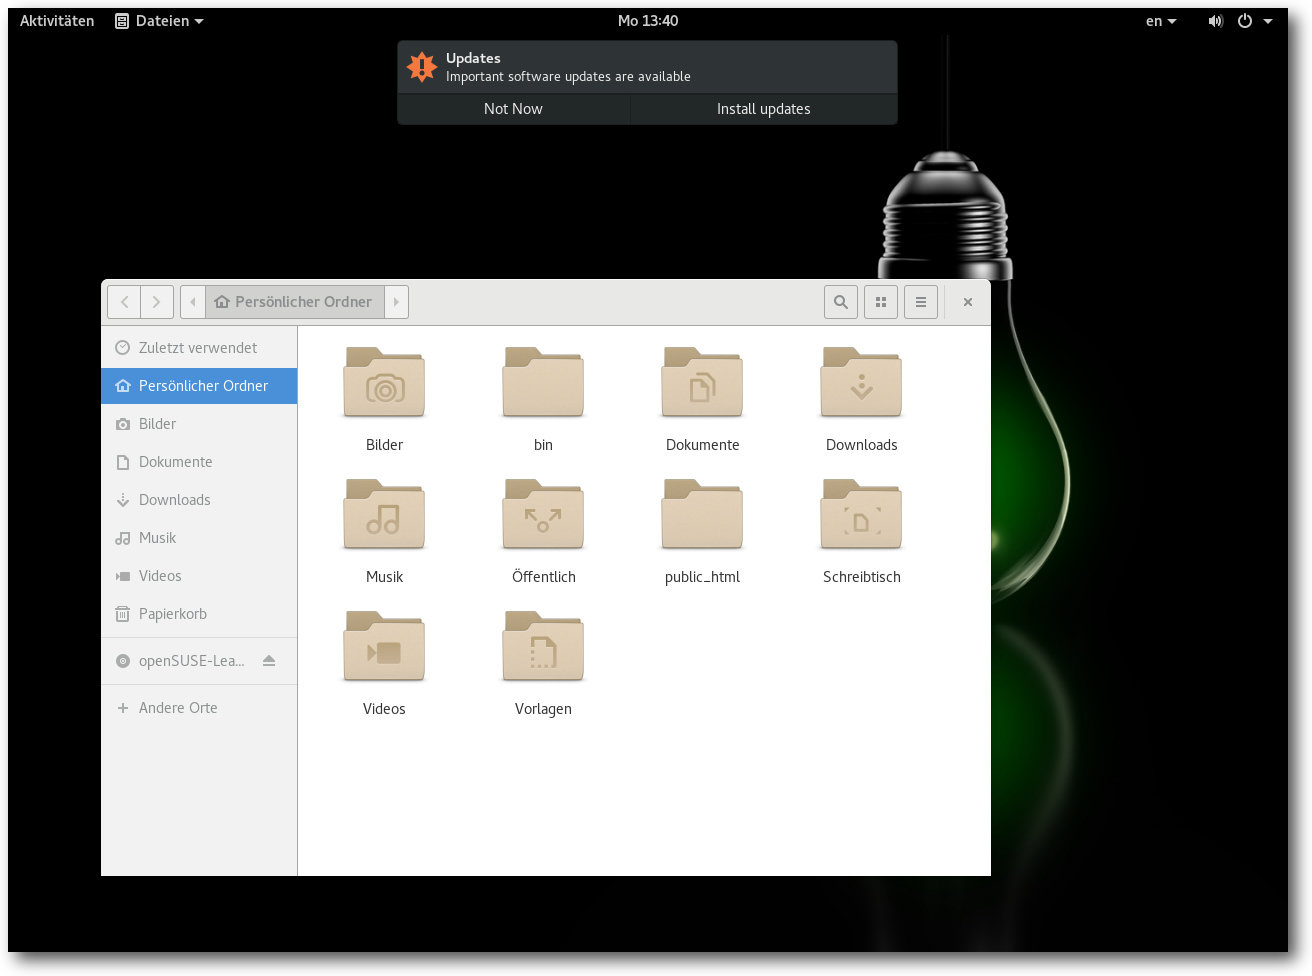 Aktivitäten Dateien Mo 13:40 en
Updates
Important software updates are available
Not Now Install updates
Persönlicher Ordner
Zuletzt verwendet
Persönlicher Ordner
Bilder
Dokumente
Downloads
Musik
Videos
Papierkorb
openSUSE-Lea...
Andere Orte
Bilder bin Dokumente Downloads
Musik Öffentlich public_html Schreibtisch
Videos Vorlagen